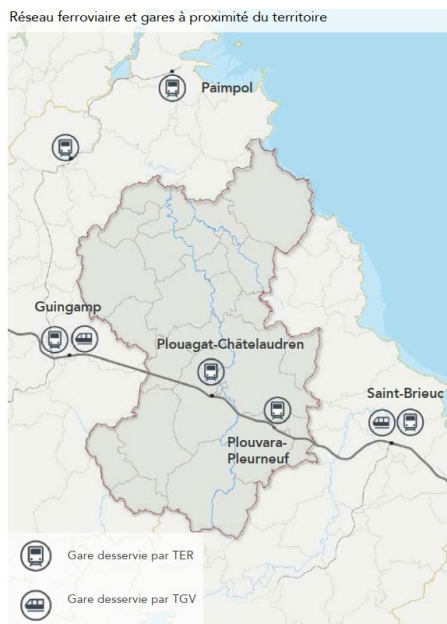 Réseau ferroviaire et gares à proximité du territoire
Paimpol
Guingamp
Plouagat-Châtelaudren
Saint-Brieuc
Plouvara-
Pleurneuf
Gare desservie par TER
Gare desservie par TGV